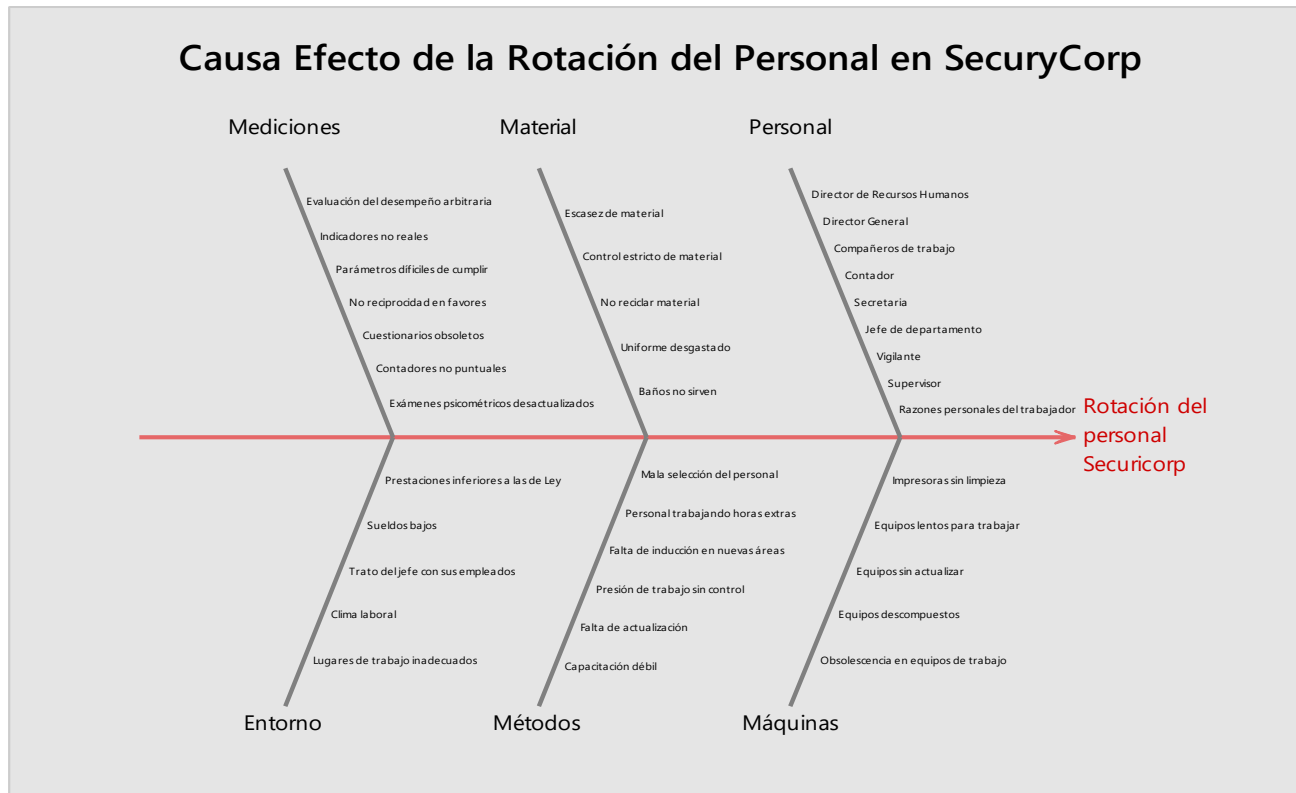 Causa Efecto de la Rotación del Personal en SecuryCorp
Mediciones
Evaluación del desempeño arbitraria
Indicadores no reales
Parámetros díficiles de cumplir
No reciprocidad en favores
Cuestionarios obsoletos
Contadores no puntuales
Exámenes psicométricos desactualizados
Material
Escasez de material
Control estricto de material
No reciclar material
Uniforme desgastado
Baños no sirven
Personal
Director de Recursos Humanos
Director General
Compañeros de trabajo
Contador
Secretaria
Jefe de departamento
Vigilante
Supervisor
Razones personales del trabajador
Rotación del
personal
Securicorp
Prestaciones inferiores a las de Ley
Sueldos bajos
Trato del jefe con sus empleados
Clima laboral
Lugares de trabajo inadecuados
Entorno
Mala selección del personal
Personal trabajando horas extras
Falta de inducción en nuevas áreas
Presión de trabajo sin control
Falta de actualización
Capacitación débil
Métodos
Impresoras sin limpieza
Equipos lentos para trabajar
Equipos sin actualizar
Equipos descompuestos
Obsolescencia en equipos de trabajo
Máquinas